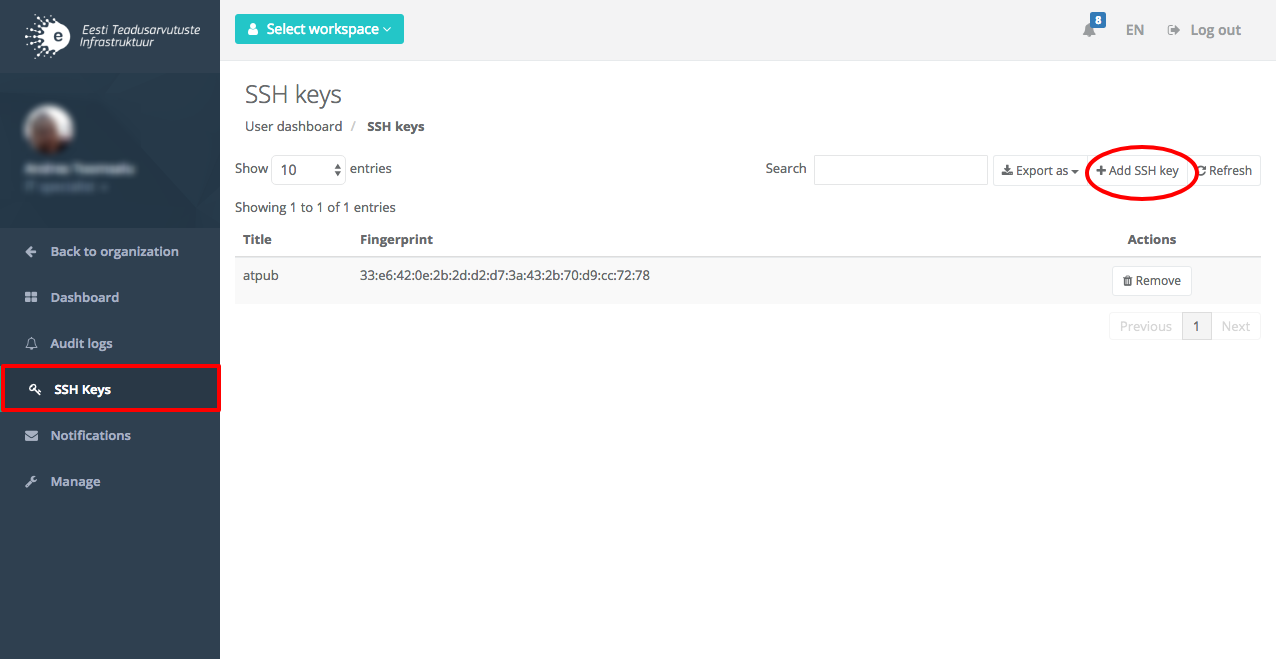 Eesti Teadusarvutuste
Infrastruktuur
e
Select workspace
8
EN
Log out
SSH keys
User dashboard / SSH keys
Show 10 entries
Search
Export as
Add SSH key
Refresh
Showing 1 to 1 of 1 entries
Title Fingerprint Actions
atpub 33:e6:42:0e:2b:2d:d2:d7:3a:43:2b:70:d9:cc:72:78 Remove
Previous 1 Next
Back to organization
Dashboard
Audit logs
SSH Keys
Notifications
Manage